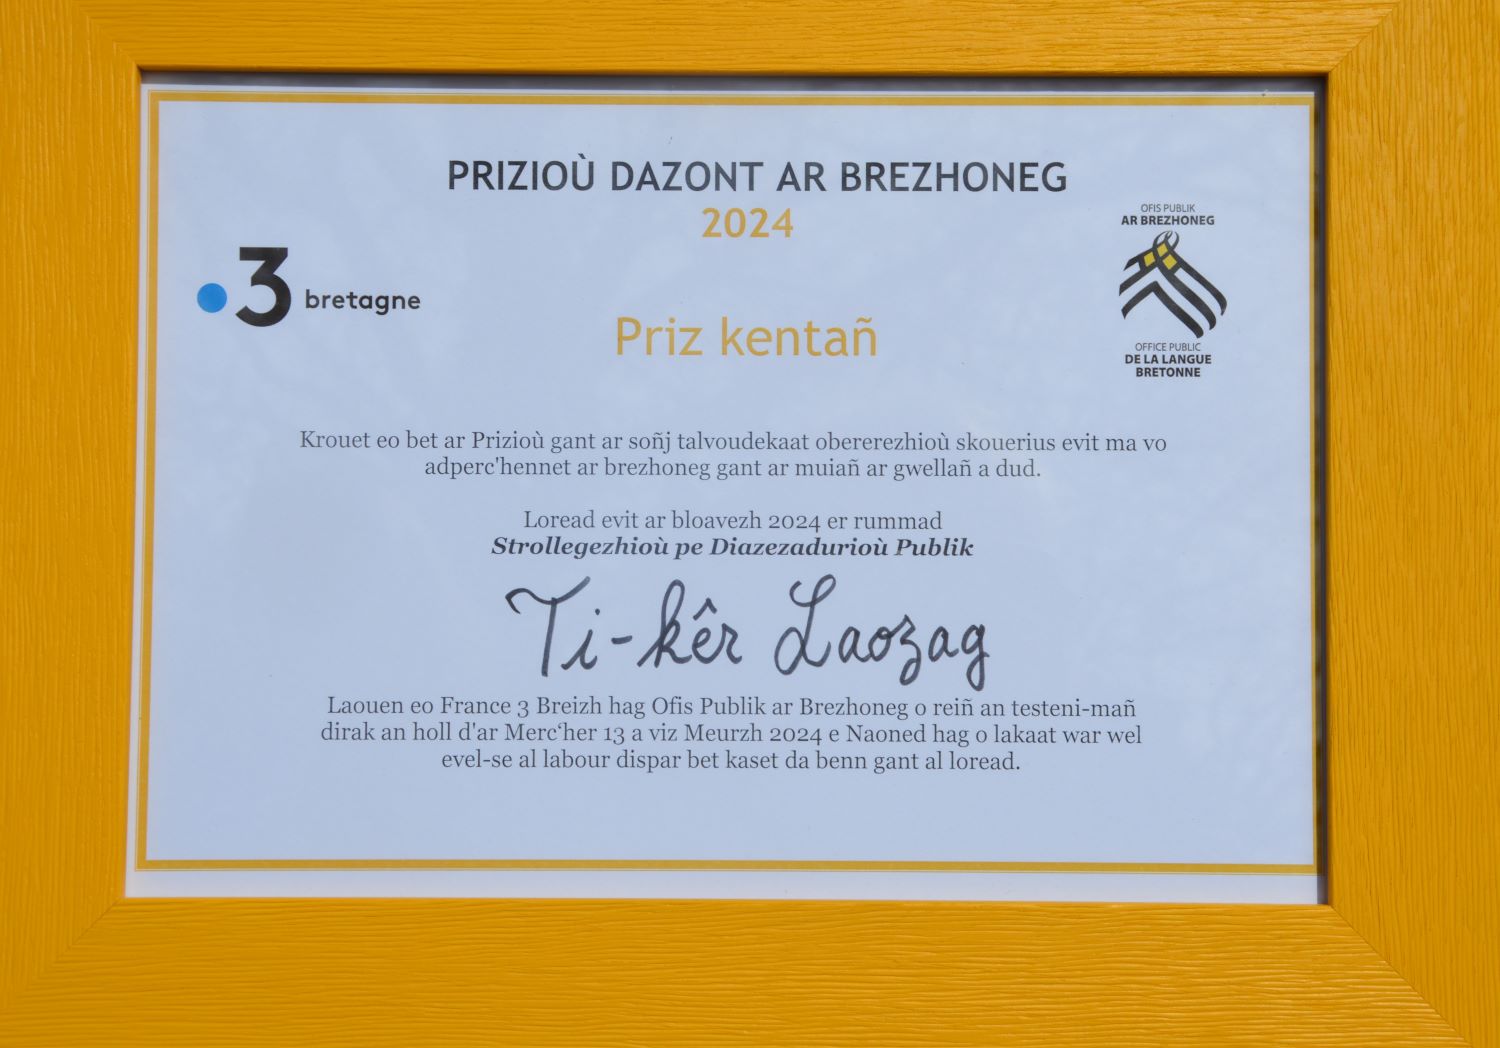 PRIZIOÙ DAZONT AR BREZHONEG
2024
OFIS PUBLIK
AR BREZHONEG
3 bretagne
Priz kentañ
OFFICE PUBLIC
DE LA LANGUE
BRETONNE
Krouet eo bet ar Prizioù gant ar soñj talvoudekaat obererezhioù skouerius evit ma vo
adperc'hennet ar brezhoneg gant ar muiañ ar gwellañ a dud.
Loread evit ar bloavezh 2024 er rummad
Strollegezhioù pe Diazezadurioù Publik
Ti-kêr Laozag
Laouen eo France 3 Breizh hag Ofis Publik ar Brezhoneg o reiñ an testeni-mañ
dirak an holl d'ar Merc‘her 13 a viz Meurzh 2024 e Naoned hag o lakaat war wel
evel-se al labour dispar bet kaset da benn gant al loread.